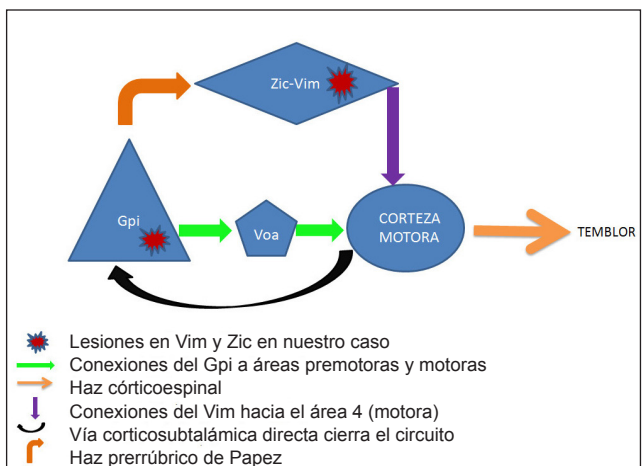 Zic-Vim
Gpi
Voa
CORTEZA
MOTORA
TEMBLOR
Lesiones en Vim y Zic en nuestro caso
Conexiones del Gpi a áreas premotoras y motoras
Haz córticoespinal
Conexiones del Vim hacia el área 4 (motora)
Vía corticosubtalámica directa cierra el circuito
Haz prerrúbrico de Papez